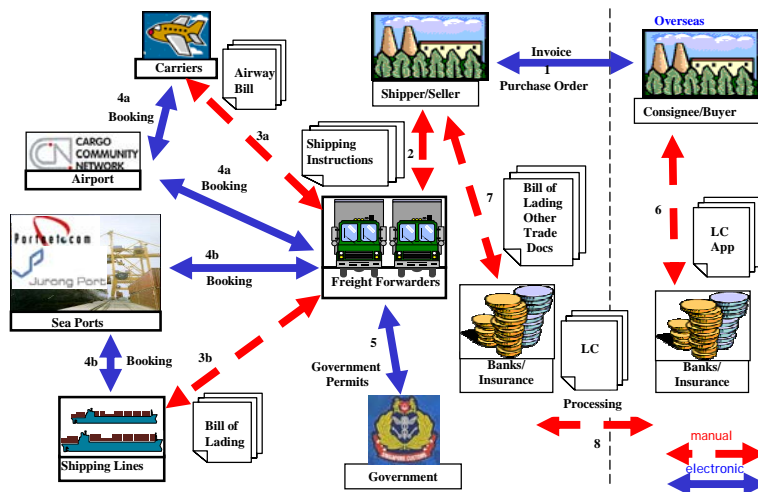 Overseas
Carriers
Airway
Bill
Shipper/Seller
Invoice
1
Purchase Order
Consignee/Buyer
4a
Booking
3a
CARGO
COMMUNITY
NETWORK
Airport
4a
Booking
Shipping
Instructions
2
7
Bill of
Lading
Other
Trade
Docs
6
LC
App
Portnet.com
Jurong Port
Sea Ports
4b
Booking
Freight Forwarders
4b
Booking
3b
5
Government
Permits
Banks/
Insurance
LC
Processing
Banks/
Insurance
Bill of
Lading
Shipping Lines
Government
8
manual
electronic